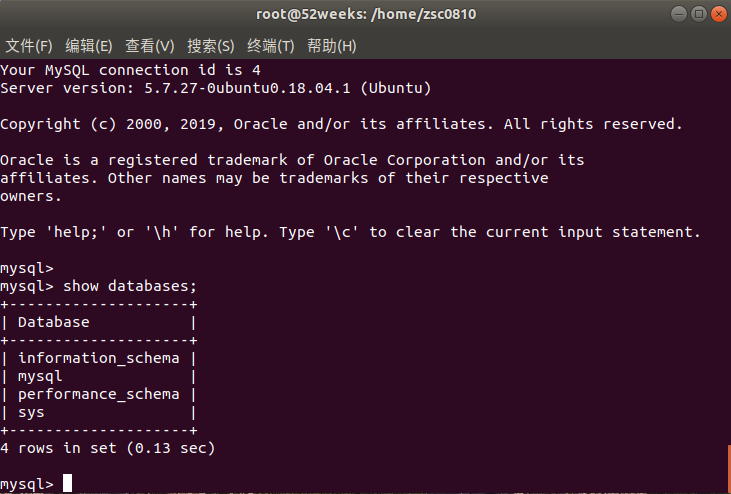 root@52weeks: /home/zsc0810
文件(F) 编辑(E) 查看(V) 搜索(S) 终端(T) 帮助(H)
Your MySQL connection id is 4
Server version: 5.7.27-0ubuntu0.18.04.1 (Ubuntu)
Copyright (c) 2000, 2019, Oracle and/or its affiliates. All rights reserved.
Oracle is a registered trademark of Oracle Corporation and/or its
affiliates. Other names may be trademarks of their respective
owners.
Type 'help;' or '\h' for help. Type '\c' to clear the current input statement.
mysql>
mysql> show databases;
+--------------------+
| Database           |
+--------------------+
| information_schema |
| mysql              |
| performance_schema |
| sys                |
+--------------------+
4 rows in set (0.13 sec)
mysql>